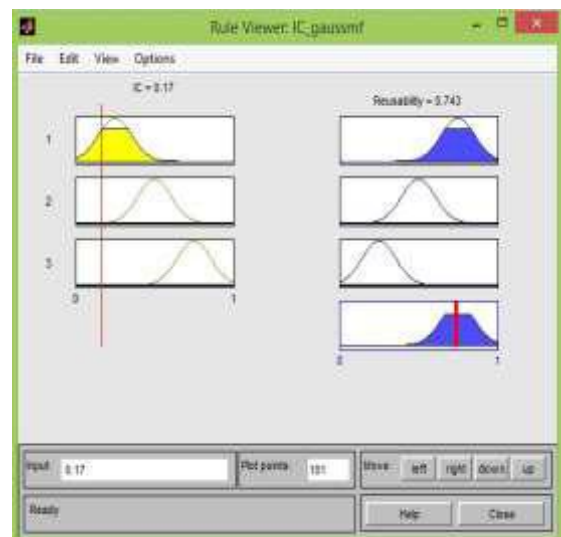 Rule Viewer: IC_gaussmf
File Edit View Options
IC = 0.17
Reusability = 0.743
1
2
3
0 1
0 1
Input: 0.17
Plot points: 101
Move: left right down up
Ready
Help Close